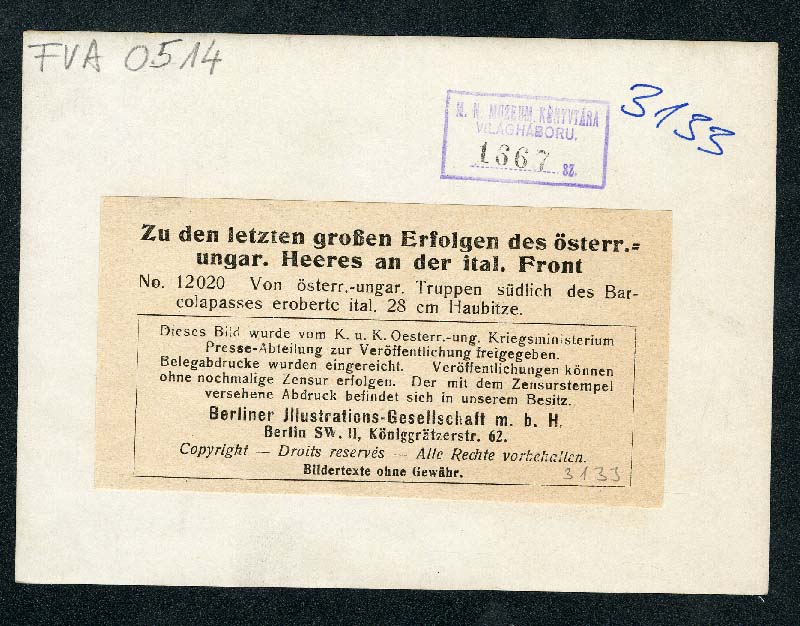 FVA 0514
M. N. MUZEUM KÖNYVTÁRA
VILÁGHÁBORU.
1667 sz.
3133
Zu den letzten großen Erfolgen des österr.=
ungar. Heeres an der ital. Front
No. 12020 Von österr.-ungar. Truppen südlich des Bar-
colapasses eroberte ital. 28 cm Haubitze.
Dieses Bild wurde vom K. u. K. Oesterr.-ung. Kriegsministerium
Presse-Abteilung zur Veröffentlichung freigegeben.
Belegabdrucke wurden eingereicht. Veröffentlichungen können
ohne nochmalige Zensur erfolgen. Der mit dem Zensurstempel
versehene Abdruck befindet sich in unserem Besitz.
Berliner Jllustrations-Gesellschaft m. b. H.
Berlin SW. 11, Königgrätzerstr. 62.
Copyright — Droits reservés — Alle Rechte vorbehalten.
Bildertexte ohne Gewähr.
3133